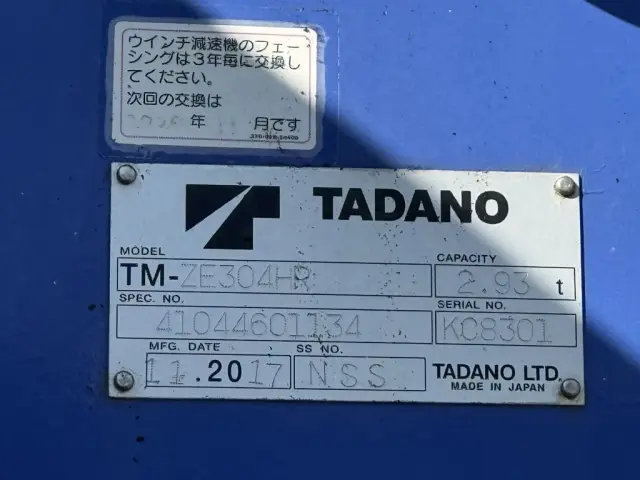 ウインチ減速機のフェー
シングは3年毎に交換し
てください。
次回の交換は
年 月です
TADANO
MODEL CAPACITY
TM-ZE304HR 2.93 t
SPEC. NO. SERIAL NO.
41044601134 KC8301
MFG. DATE SS NO.
11.2017 NSS TADANO LTD.
MADE IN JAPAN